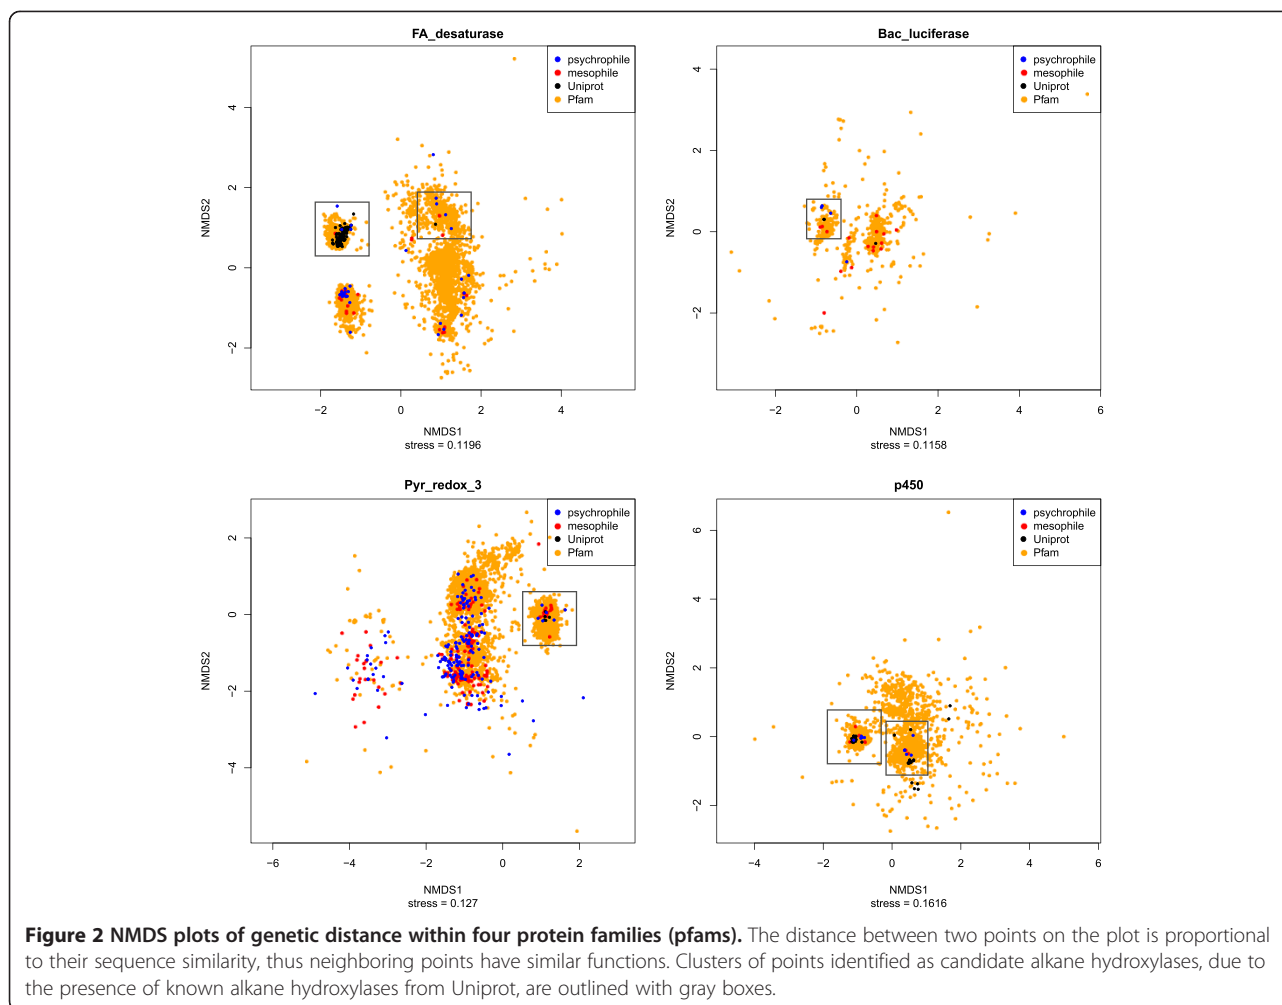 FA_desaturase
psychrophile
mesophile
Uniprot
Pfam
NMDS2
4
2
0
−2
−2
0
2
4
NMDS1
stress = 0.1196
Bac_luciferase
psychrophile
mesophile
Uniprot
Pfam
NMDS2
4
2
0
−2
−2
0
2
4
6
NMDS1
stress = 0.1158
Pyr_redox_3
psychrophile
mesophile
Uniprot
Pfam
NMDS2
2
0
−2
−4
−6
−4
−2
0
2
NMDS1
stress = 0.127
p450
psychrophile
mesophile
Uniprot
Pfam
NMDS2
6
4
2
0
−2
−4
−2
0
2
4
6
NMDS1
stress = 0.1616
Figure 2 NMDS plots of genetic distance within four protein families (pfams). The distance between two points on the plot is proportional
to their sequence similarity, thus neighboring points have similar functions. Clusters of points identified as candidate alkane hydroxylases, due to
the presence of known alkane hydroxylases from Uniprot, are outlined with gray boxes.